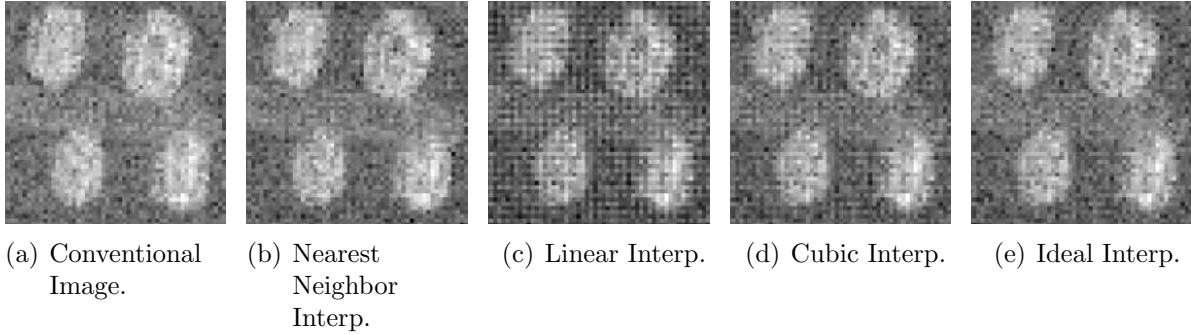 (a) Conventional Image.
(b) Nearest Neighbor Interp.
(c) Linear Interp.
(d) Cubic Interp.
(e) Ideal Interp.